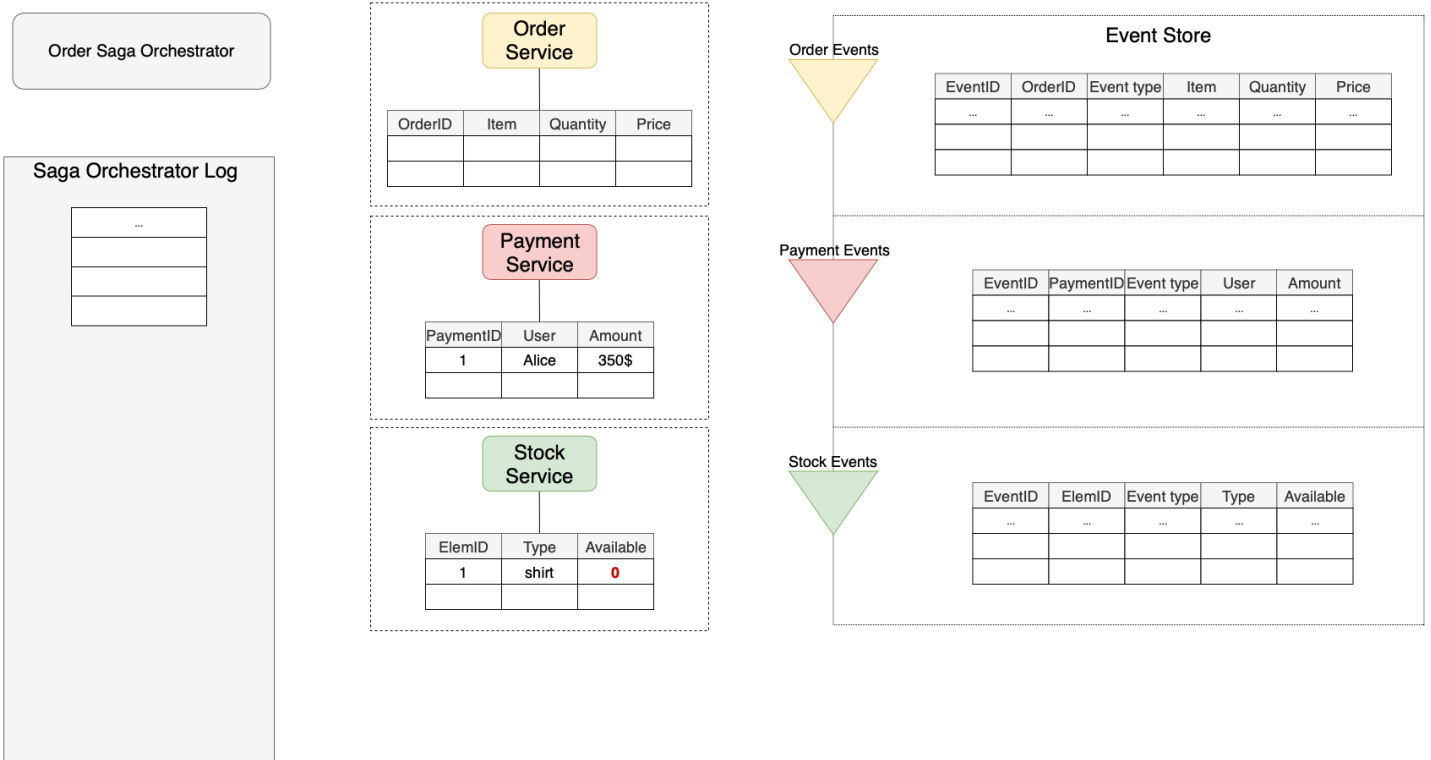 Order Saga Orchestrator
Saga Orchestrator Log
...
Order
Service
OrderID Item Quantity Price
Payment
Service
PaymentID User Amount
1 Alice 350$
Stock
Service
ElemID Type Available
1 shirt 0
Event Store
Order Events
EventID OrderID Event type Item Quantity Price
... ... ... ... ... ...
Payment Events
EventID PaymentID Event type User Amount
... ... ... ... ...
Stock Events
EventID ElemID Event type Type Available
... ... ... ... ...